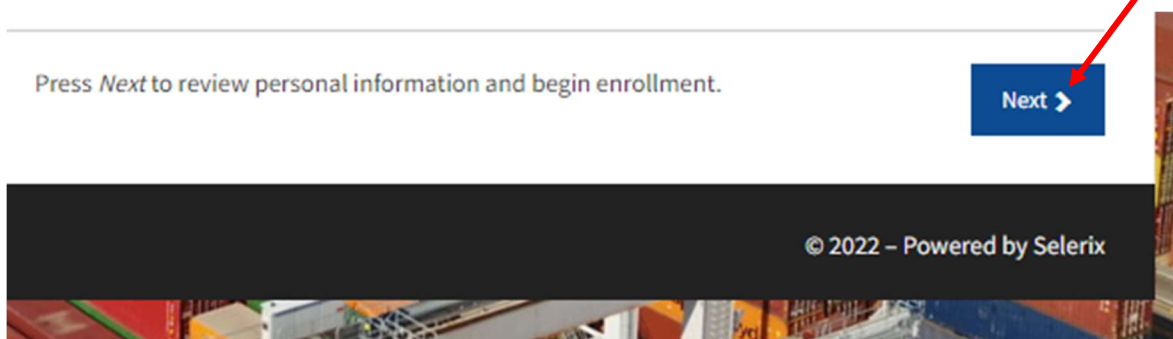 Press Next to review personal information and begin enrollment.
Next
© 2022 – Powered by Selerix